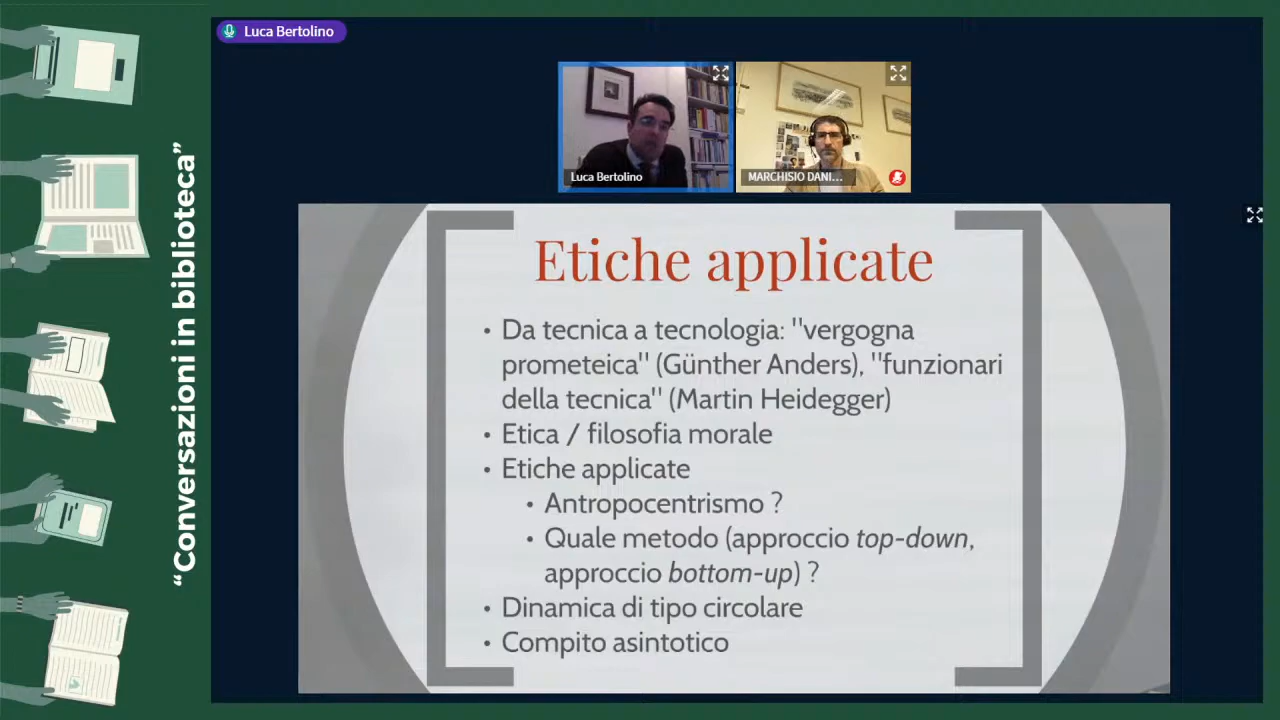 Luca Bertolino
Luca Bertolino
MARCHISIO DANI...
“Conversazioni in biblioteca”
Etiche applicate
• Da tecnica a tecnologia: "vergogna
prometeica" (Günther Anders), "funzionari
della tecnica" (Martin Heidegger)
• Etica / filosofia morale
• Etiche applicate
• Antropocentrismo ?
• Quale metodo (approccio top-down,
approccio bottom-up) ?
• Dinamica di tipo circolare
• Compito asintotico